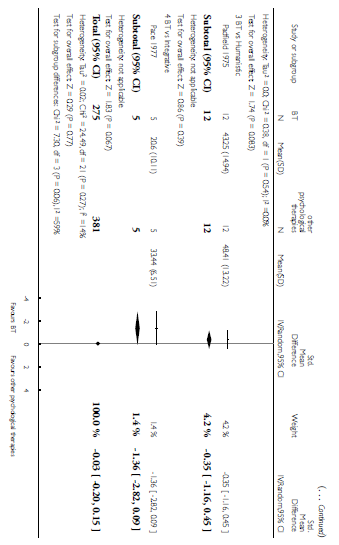 (... Continued)
Study or subgroup BT other psychological therapies Std. Mean Difference Weight Std. Mean Difference
N Mean(SD) N Mean(SD) IV,Random,95% CI IV,Random,95% CI
Heterogeneity: Tau² = 0.0; Chi² = 0.38, df = 1 (P = 0.54); I² =0.0%
Test for overall effect: Z = 1.74 (P = 0.083)
3 BT vs Humanistic
Padfield 1975 12 43.25 (14.94) 12 48.41 (13.22) 4.2 % -0.35 [ -1.16, 0.45 ]
Subtotal (95% CI) 12 12 4.2 % -0.35 [ -1.16, 0.45 ]
Heterogeneity: not applicable
Test for overall effect: Z = 0.86 (P = 0.39)
4 BT vs Integrative
Pace 1977 5 20.6 (10.11) 5 33.44 (6.51) 1.4 % -1.36 [ -2.82, 0.09 ]
Subtotal (95% CI) 5 5 1.4 % -1.36 [ -2.82, 0.09 ]
Heterogeneity: not applicable
Test for overall effect: Z = 1.83 (P = 0.067)
Total (95% CI) 275 381 100.0 % -0.03 [ -0.20, 0.15 ]
Heterogeneity: Tau² = 0.02; Chi² = 24.49, df = 21 (P = 0.27); I² =14%
Test for overall effect: Z = 0.29 (P = 0.77)
Test for subgroup differences: Chi² = 7.30, df = 3 (P = 0.06), I² =59%
-4 -2 0 2 4
Favours BT Favours other psychological therapies